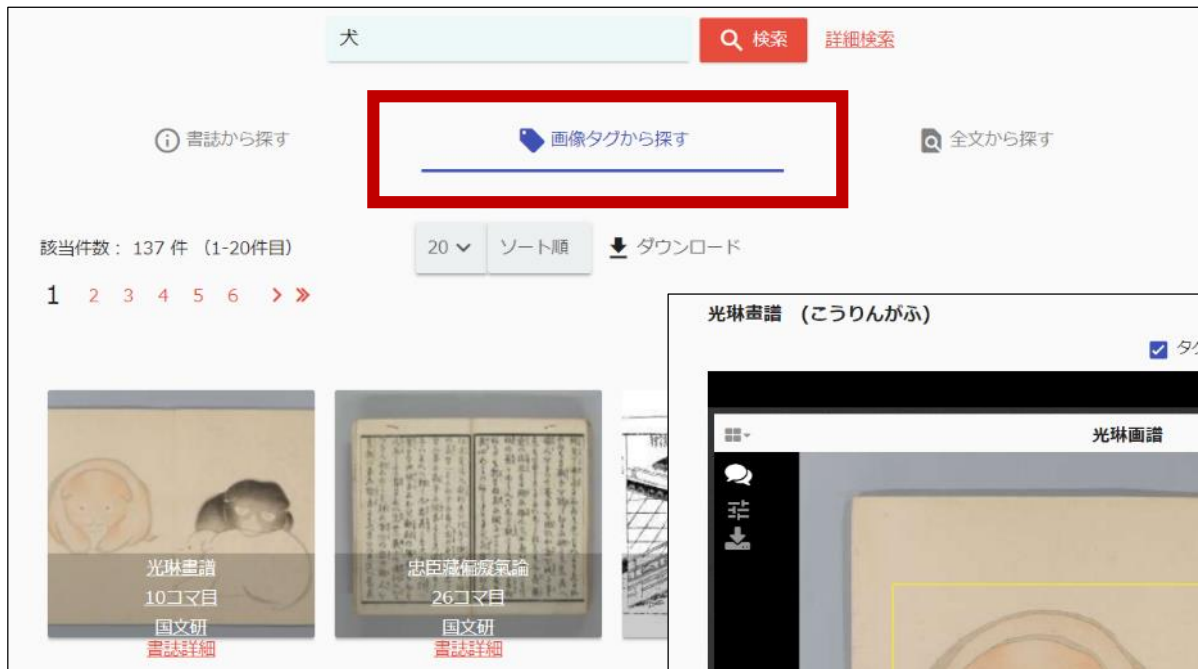 犬
検索 詳細検索
書誌から探す 画像タグから探す 全文から探す
該当件数： 137 件 （1-20件目） 20 ソート順 ダウンロード
1 2 3 4 5 6 > ≫
光琳畫譜
10コマ目
国文研
書誌詳細
忠臣藏偏癡氣論
26コマ目
国文研
書誌詳細
光琳畫譜 (こうりんがふ)
光琳画譜